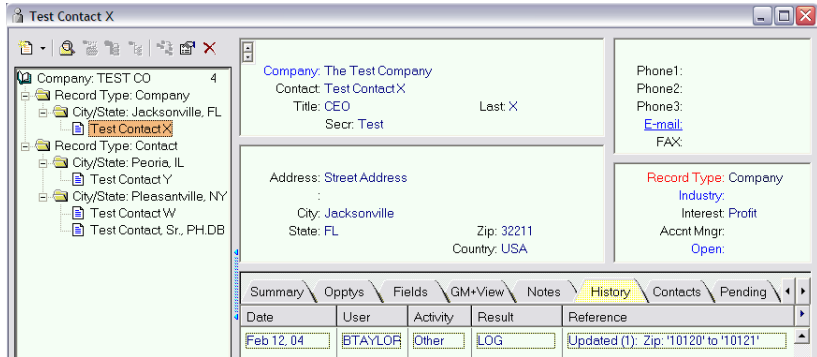 Test Contact X
Company: TEST CO 4
Record Type: Company
City/State: Jacksonville, FL
Test Contact X
Record Type: Contact
City/State: Peoria, IL
Test Contact Y
City/State: Pleasantville, NY
Test Contact W
Test Contact, Sr., PH.DB
Company: The Test Company
Contact: Test Contact X
Title: CEO Last: X
Secr: Test
Phone1:
Phone2:
Phone3:
E-mail:
FAX:
Address: Street Address
:
City: Jacksonville
State: FL Zip: 32211
Country: USA
Record Type: Company
Industry:
Interest: Profit
Accnt Mngr:
Open:
Summary Opptys Fields GM+View Notes History Contacts Pending
Date User Activity Result Reference
Feb 12, 04 BTAYLOR Other LOG Updated (1): Zip: '10120' to '10121'